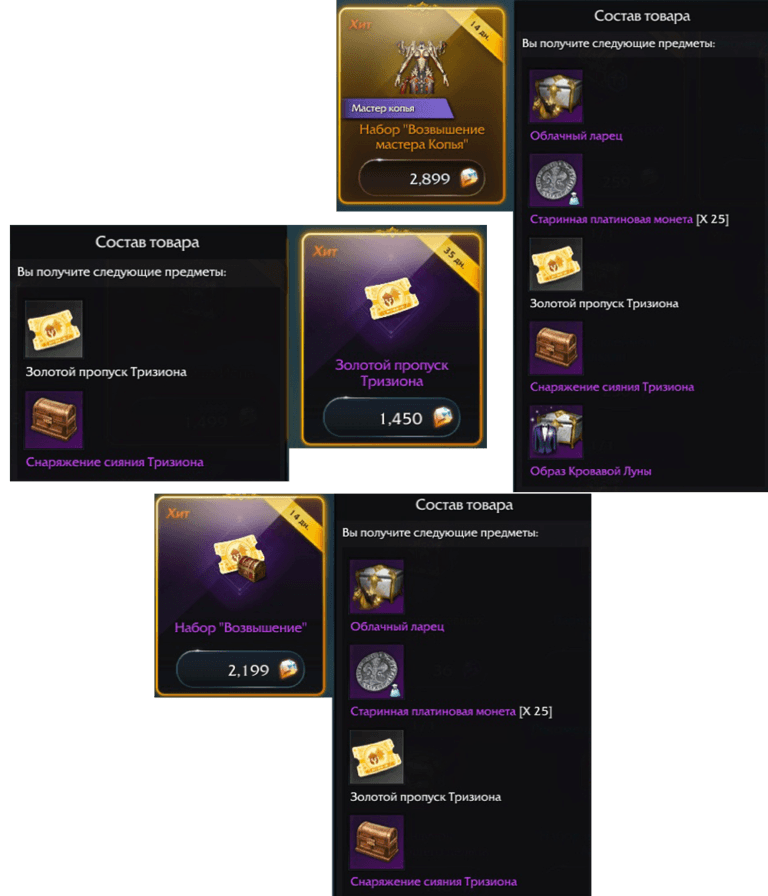 Хит
14 дн.
Мастер копья
Набор "Возвышение
мастера Копья"
2,899
Состав товара
Вы получите следующие предметы:
Облачный ларец
Старинная платиновая монета [X 25]
Золотой пропуск Тризиона
Снаряжение сияния Тризиона
Образ Кровавой Луны
Состав товара
Вы получите следующие предметы:
Золотой пропуск Тризиона
Снаряжение сияния Тризиона
Хит
35 дн.
Золотой пропуск
Тризиона
1,450
Хит
14 дн.
Набор "Возвышение"
2,199
Состав товара
Вы получите следующие предметы:
Облачный ларец
Старинная платиновая монета [X 25]
Золотой пропуск Тризиона
Снаряжение сияния Тризиона